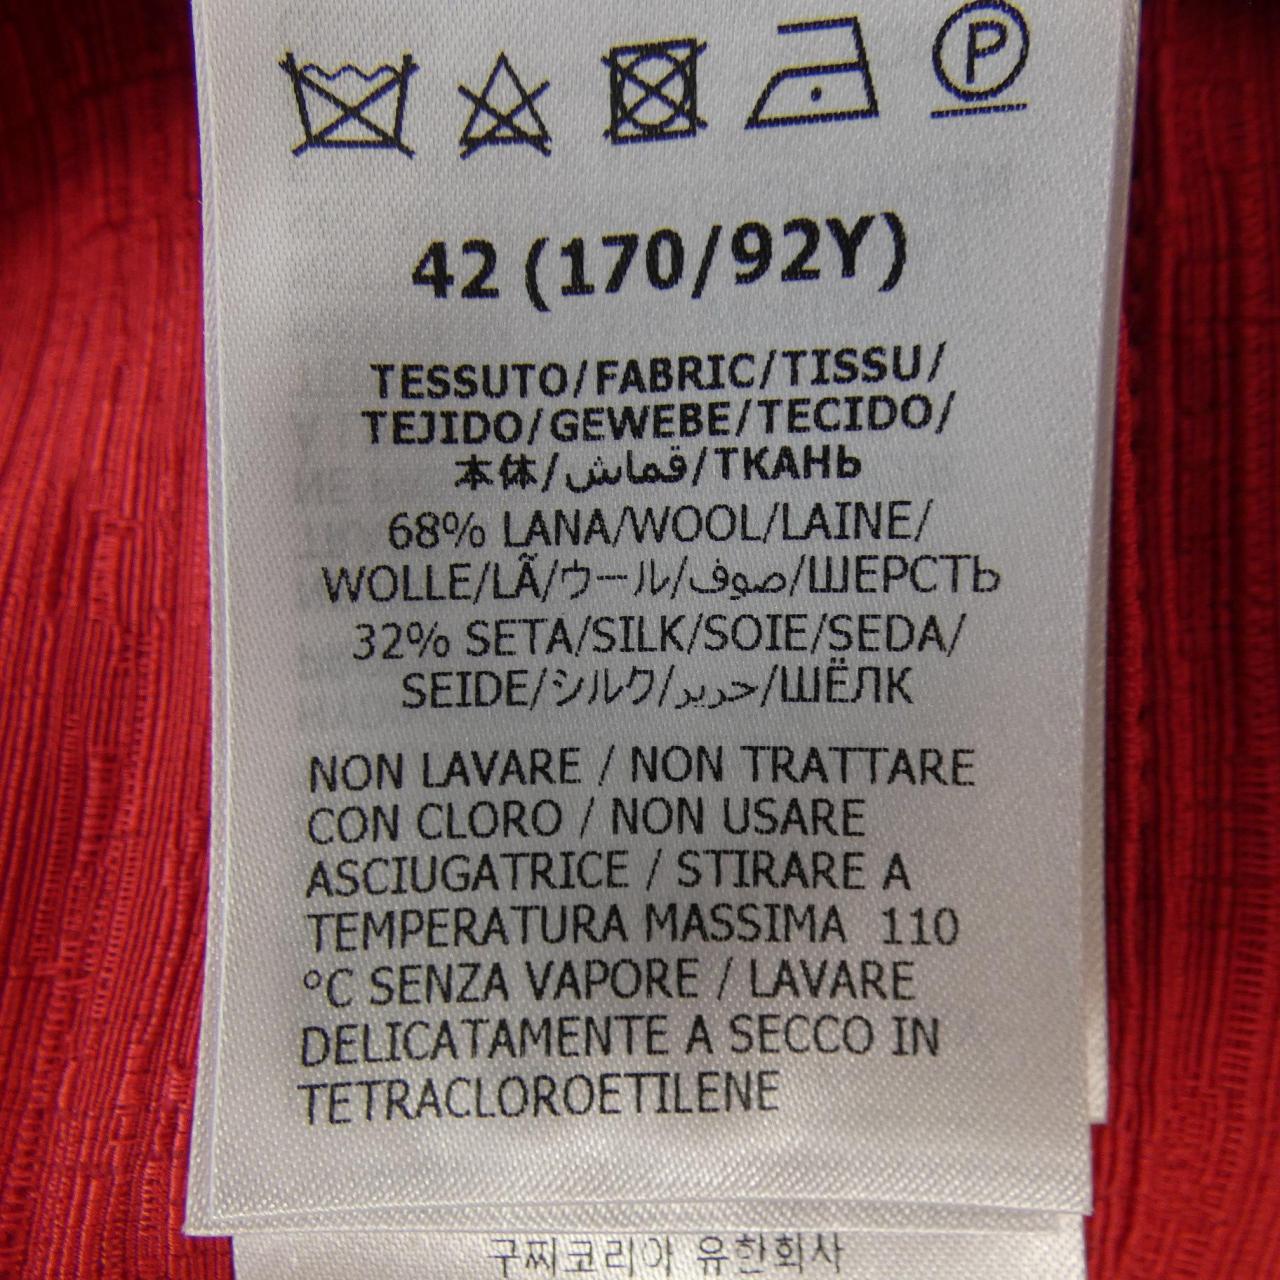 42 (170/92Y)
TESSUTO/FABRIC/TISSU/
TEJIDO/GEWEBE/TECIDO/
本体/قماش/ТКАНЬ
68% LANA/WOOL/LAINE/
WOLLE/LÃ/ウール/صوف/ШЕРСТЬ
32% SETA/SILK/SOIE/SEDA/
SEIDE/シルク/حرير/ШЁЛК
NON LAVARE / NON TRATTARE
CON CLORO / NON USARE
ASCIUGATRICE / STIRARE A
TEMPERATURA MASSIMA 110
°C SENZA VAPORE / LAVARE
DELICATAMENTE A SECCO IN
TETRACLOROETILENE
구찌코리아 유한회사